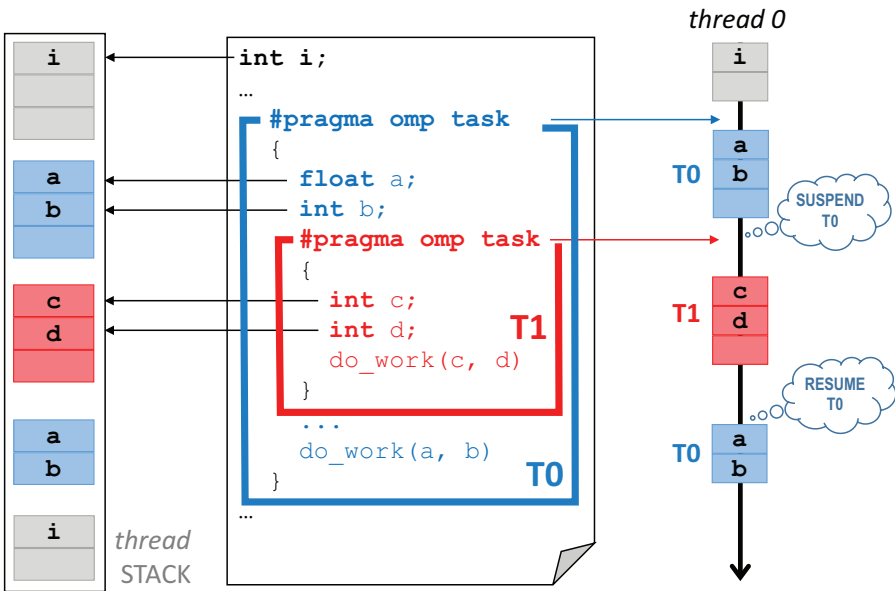 i
a
b
c
d
a
b
i
thread
STACK
int i;
…
#pragma omp task
{
float a;
int b;
#pragma omp task
{
int c;
int d;
do_work(c, d)
}
T1
...
do_work(a, b)
}
T0
…
thread 0
i
a
b
T0
SUSPEND
T0
c
d
T1
RESUME
T0
a
b
T0